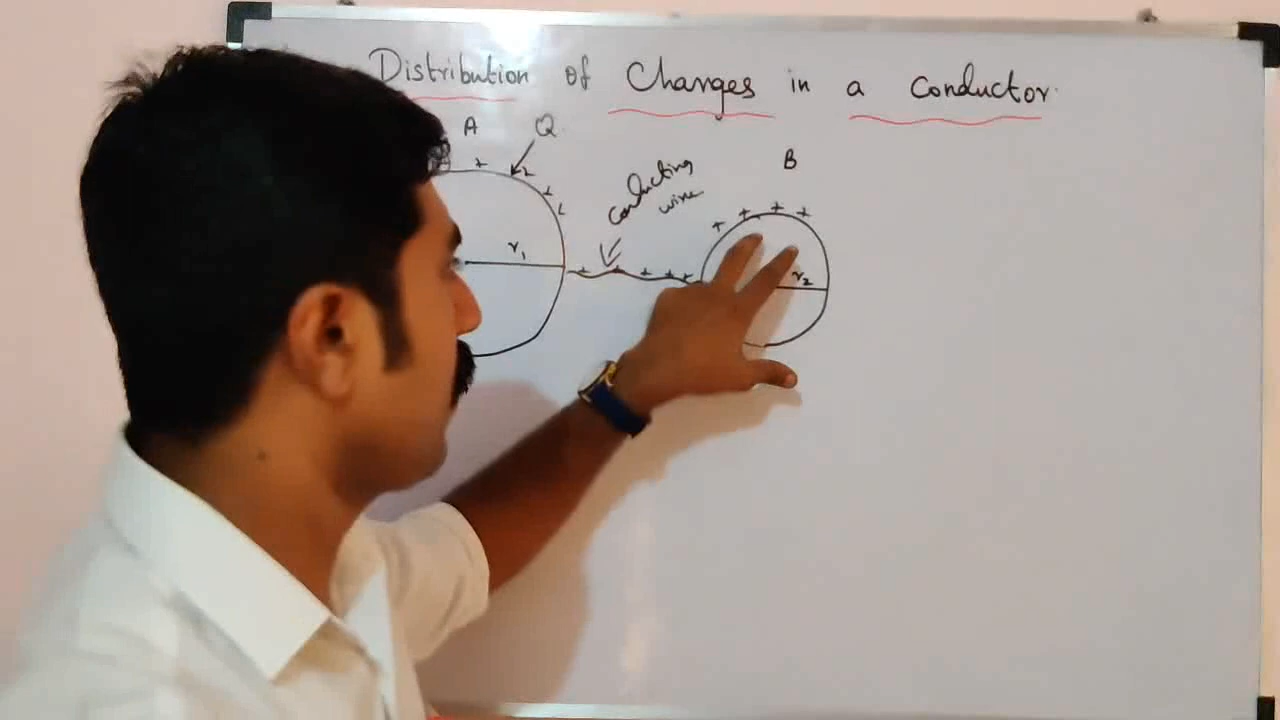 Distribution of Charges in a Conductor.
A
Q
B
conducting
wire
r1
r2
+ + + +